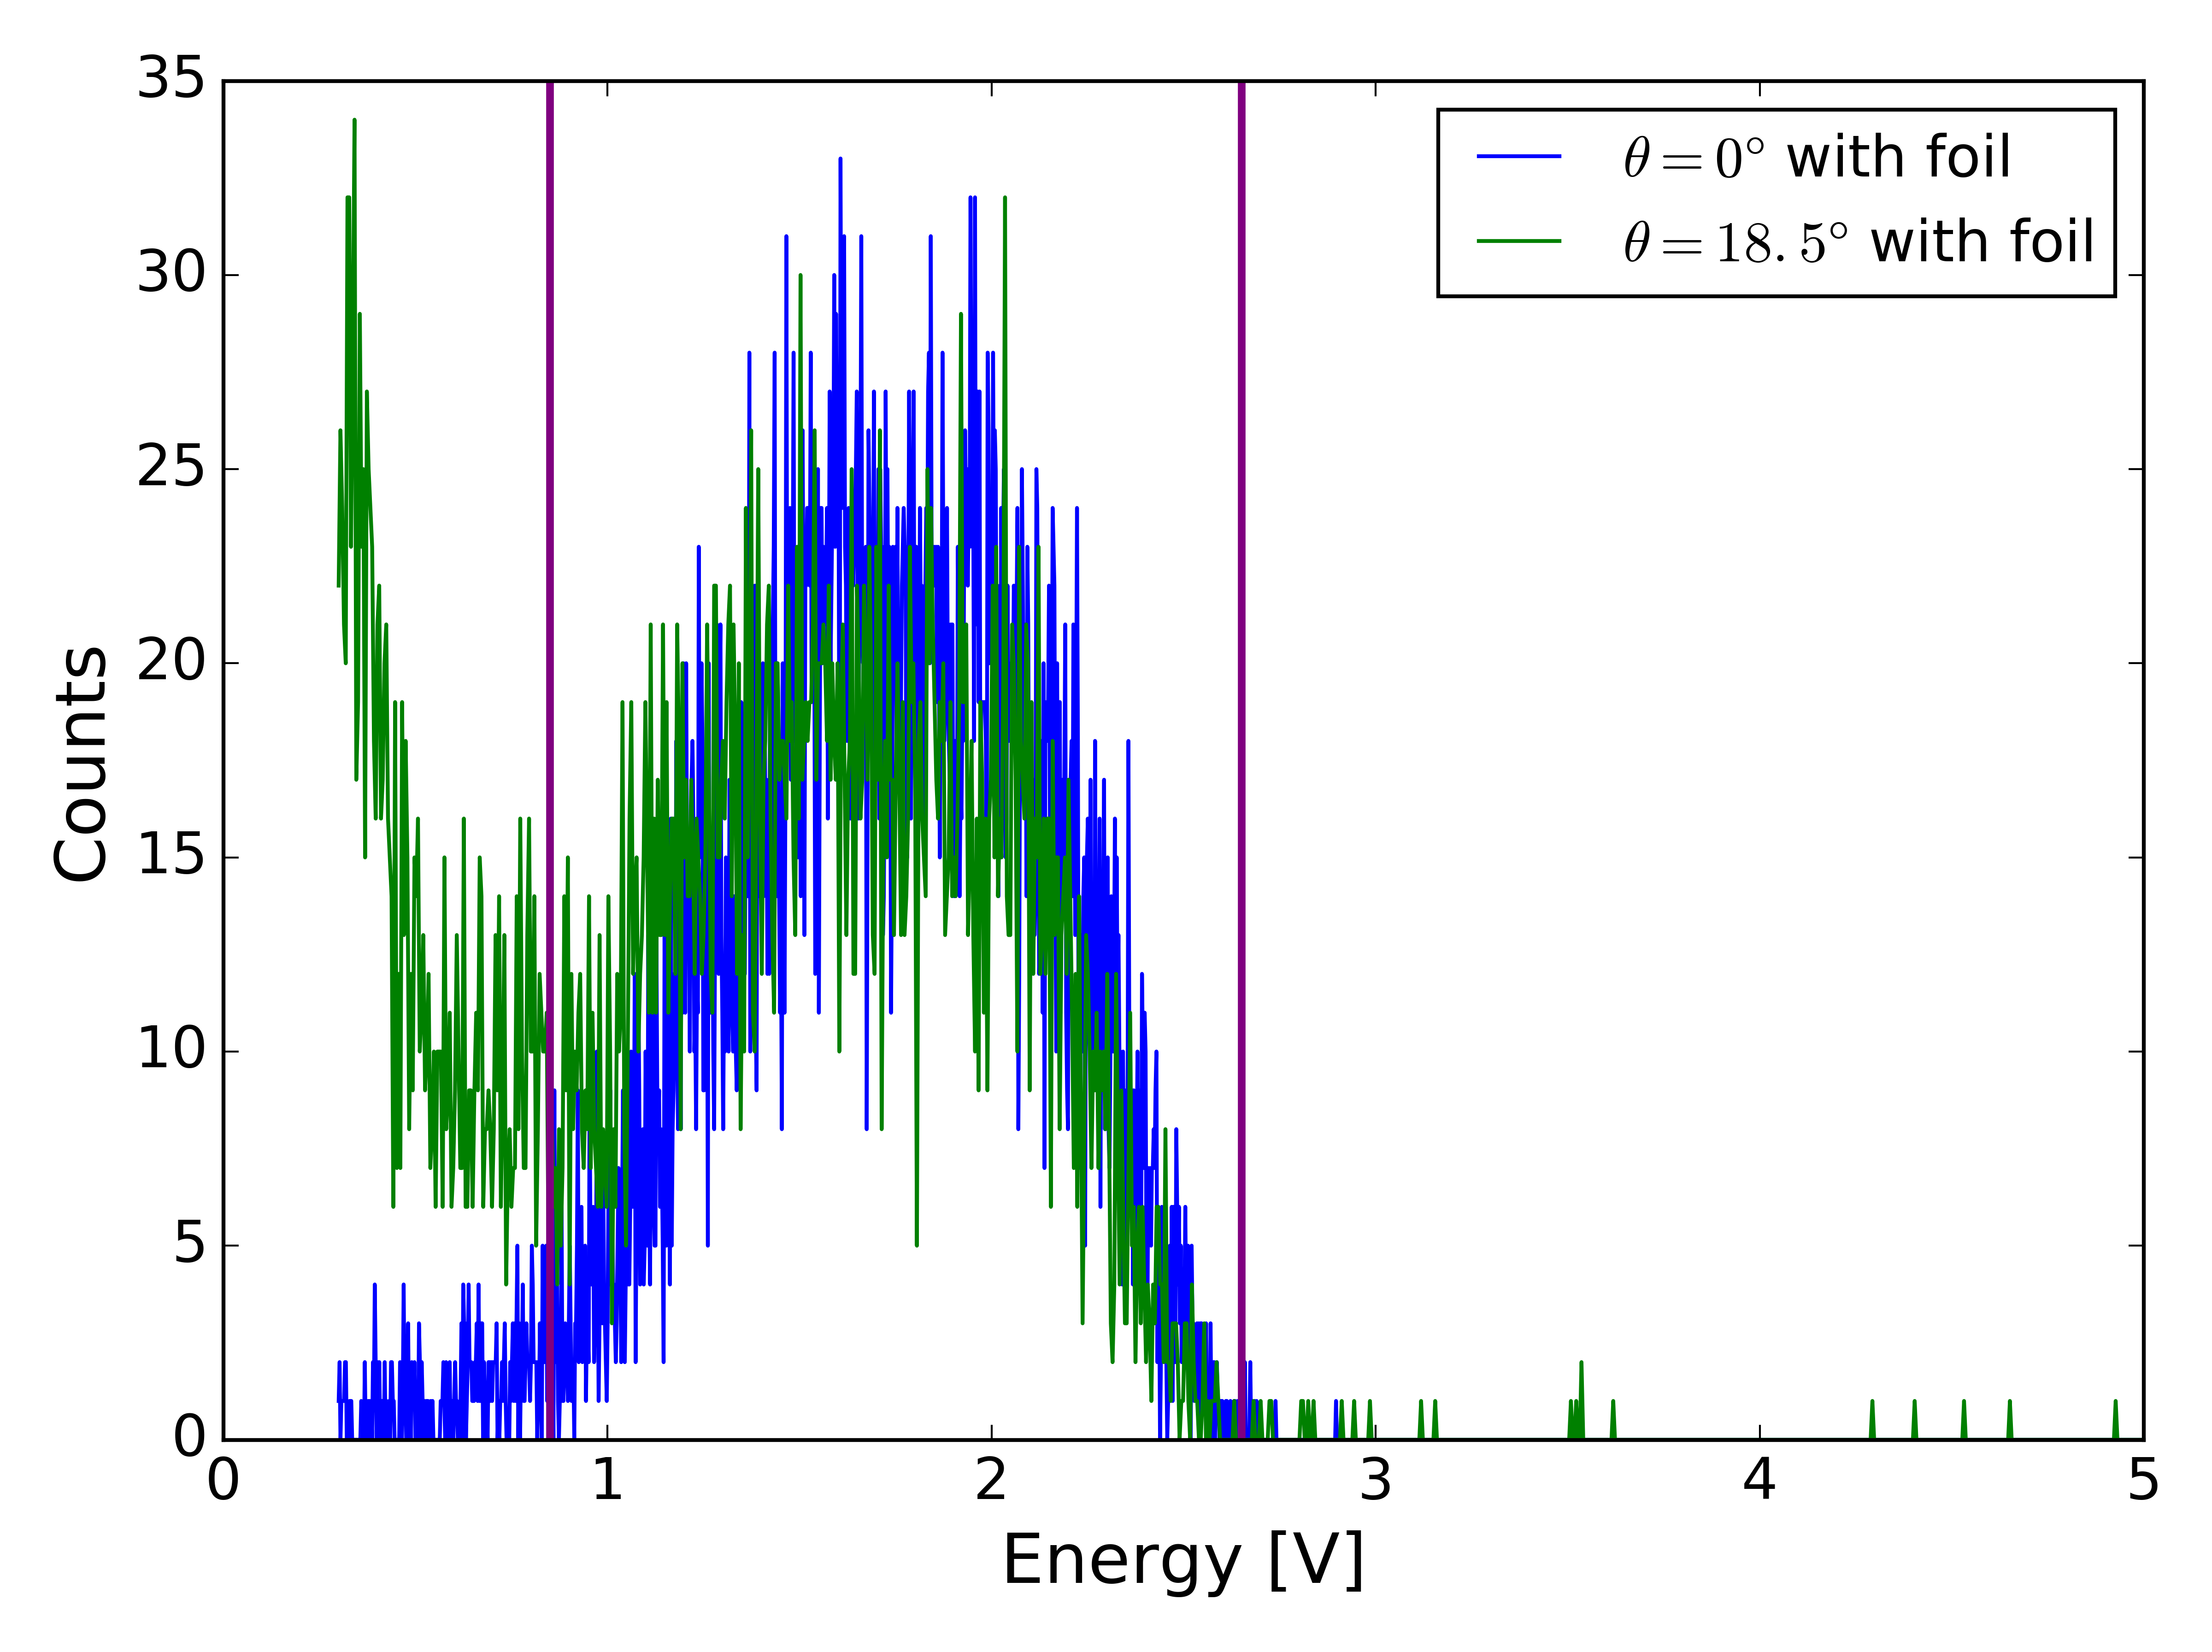 35
30
25
20
15
10
5
0
0 1 2 3 4 5
Counts
Energy [V]
θ = 0° with foil
θ = 18.5° with foil